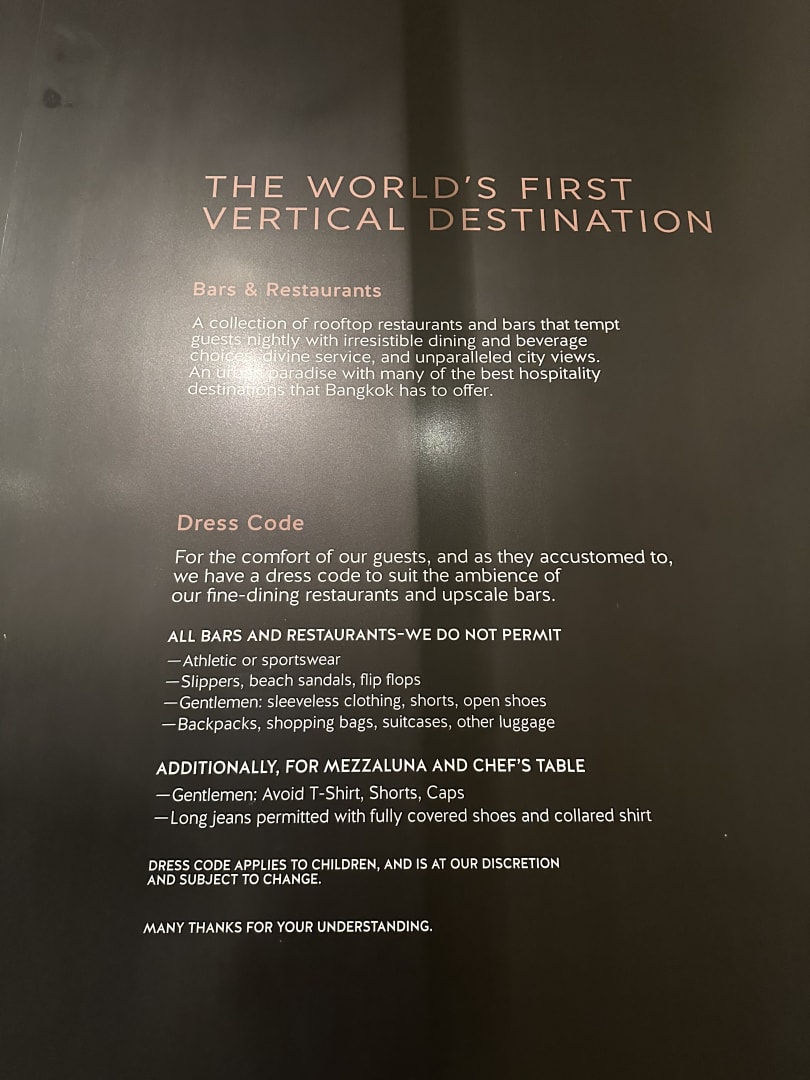 THE WORLD'S FIRST
VERTICAL DESTINATION
Bars & Restaurants
A collection of rooftop restaurants and bars that tempt
guests nightly with irresistible dining and beverage
choices, divine service, and unparalleled city views.
An urban paradise with many of the best hospitality
destinations that Bangkok has to offer.
Dress Code
For the comfort of our guests, and as they accustomed to,
we have a dress code to suit the ambience of
our fine-dining restaurants and upscale bars.
ALL BARS AND RESTAURANTS–WE DO NOT PERMIT
—Athletic or sportswear
—Slippers, beach sandals, flip flops
—Gentlemen: sleeveless clothing, shorts, open shoes
—Backpacks, shopping bags, suitcases, other luggage
ADDITIONALLY, FOR MEZZALUNA AND CHEF'S TABLE
—Gentlemen: Avoid T-Shirt, Shorts, Caps
—Long jeans permitted with fully covered shoes and collared shirt
DRESS CODE APPLIES TO CHILDREN, AND IS AT OUR DISCRETION
AND SUBJECT TO CHANGE.
MANY THANKS FOR YOUR UNDERSTANDING.